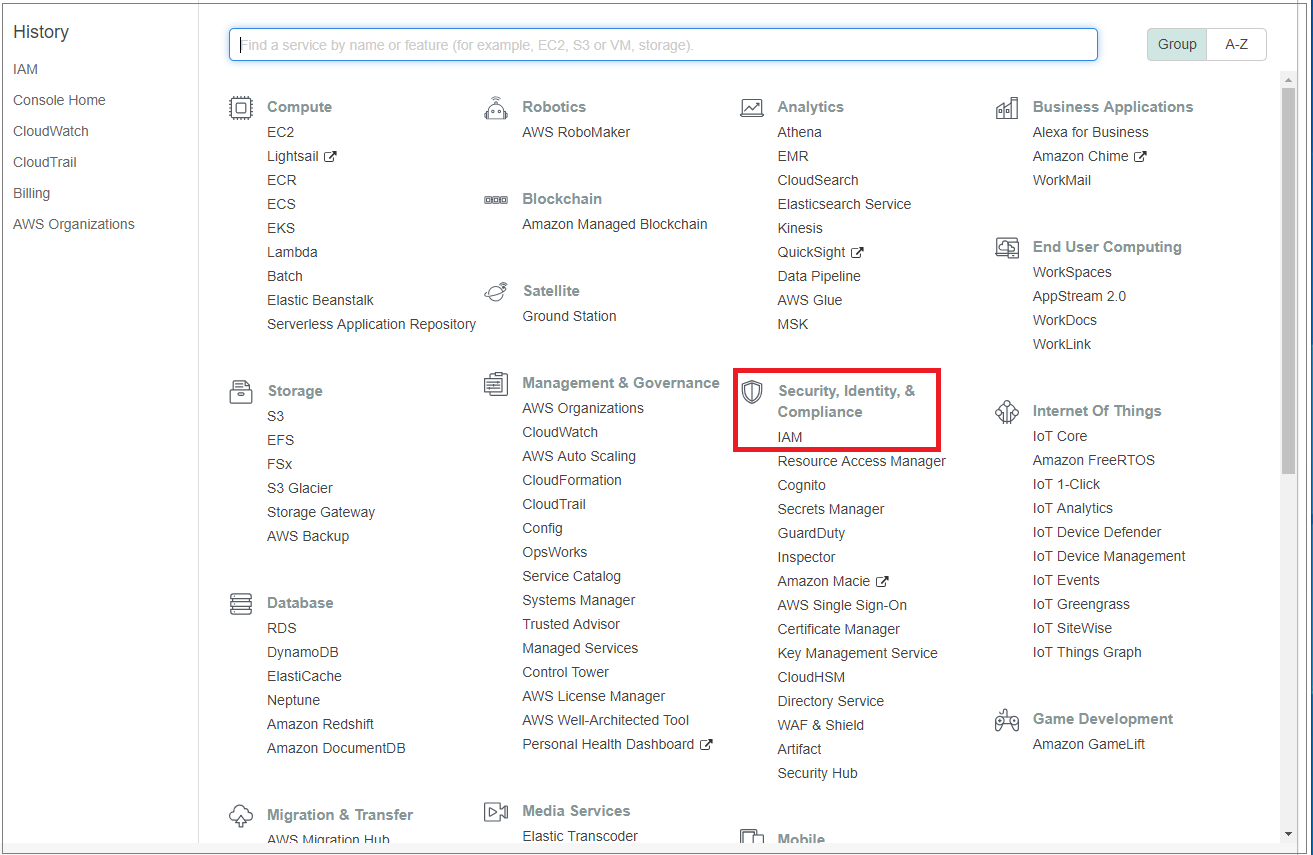 History
IAM
Console Home
CloudWatch
CloudTrail
Billing
AWS Organizations
Find a service by name or feature (for example, EC2, S3 or VM, storage).
Group
A-Z
Compute
EC2
Lightsail
ECR
ECS
EKS
Lambda
Batch
Elastic Beanstalk
Serverless Application Repository
Storage
S3
EFS
FSx
S3 Glacier
Storage Gateway
AWS Backup
Database
RDS
DynamoDB
ElastiCache
Neptune
Amazon Redshift
Amazon DocumentDB
Migration & Transfer
AWS Migration Hub
Robotics
AWS RoboMaker
Blockchain
Amazon Managed Blockchain
Satellite
Ground Station
Management & Governance
AWS Organizations
CloudWatch
AWS Auto Scaling
CloudFormation
CloudTrail
Config
OpsWorks
Service Catalog
Systems Manager
Trusted Advisor
Managed Services
Control Tower
AWS License Manager
AWS Well-Architected Tool
Personal Health Dashboard
Media Services
Elastic Transcoder
Analytics
Athena
EMR
CloudSearch
Elasticsearch Service
Kinesis
QuickSight
Data Pipeline
AWS Glue
MSK
Security, Identity, &
Compliance
IAM
Resource Access Manager
Cognito
Secrets Manager
GuardDuty
Inspector
Amazon Macie
AWS Single Sign-On
Certificate Manager
Key Management Service
CloudHSM
Directory Service
WAF & Shield
Artifact
Security Hub
Mobile
Business Applications
Alexa for Business
Amazon Chime
WorkMail
End User Computing
WorkSpaces
AppStream 2.0
WorkDocs
WorkLink
Internet Of Things
IoT Core
Amazon FreeRTOS
IoT 1-Click
IoT Analytics
IoT Device Defender
IoT Device Management
IoT Events
IoT Greengrass
IoT SiteWise
IoT Things Graph
Game Development
Amazon GameLift